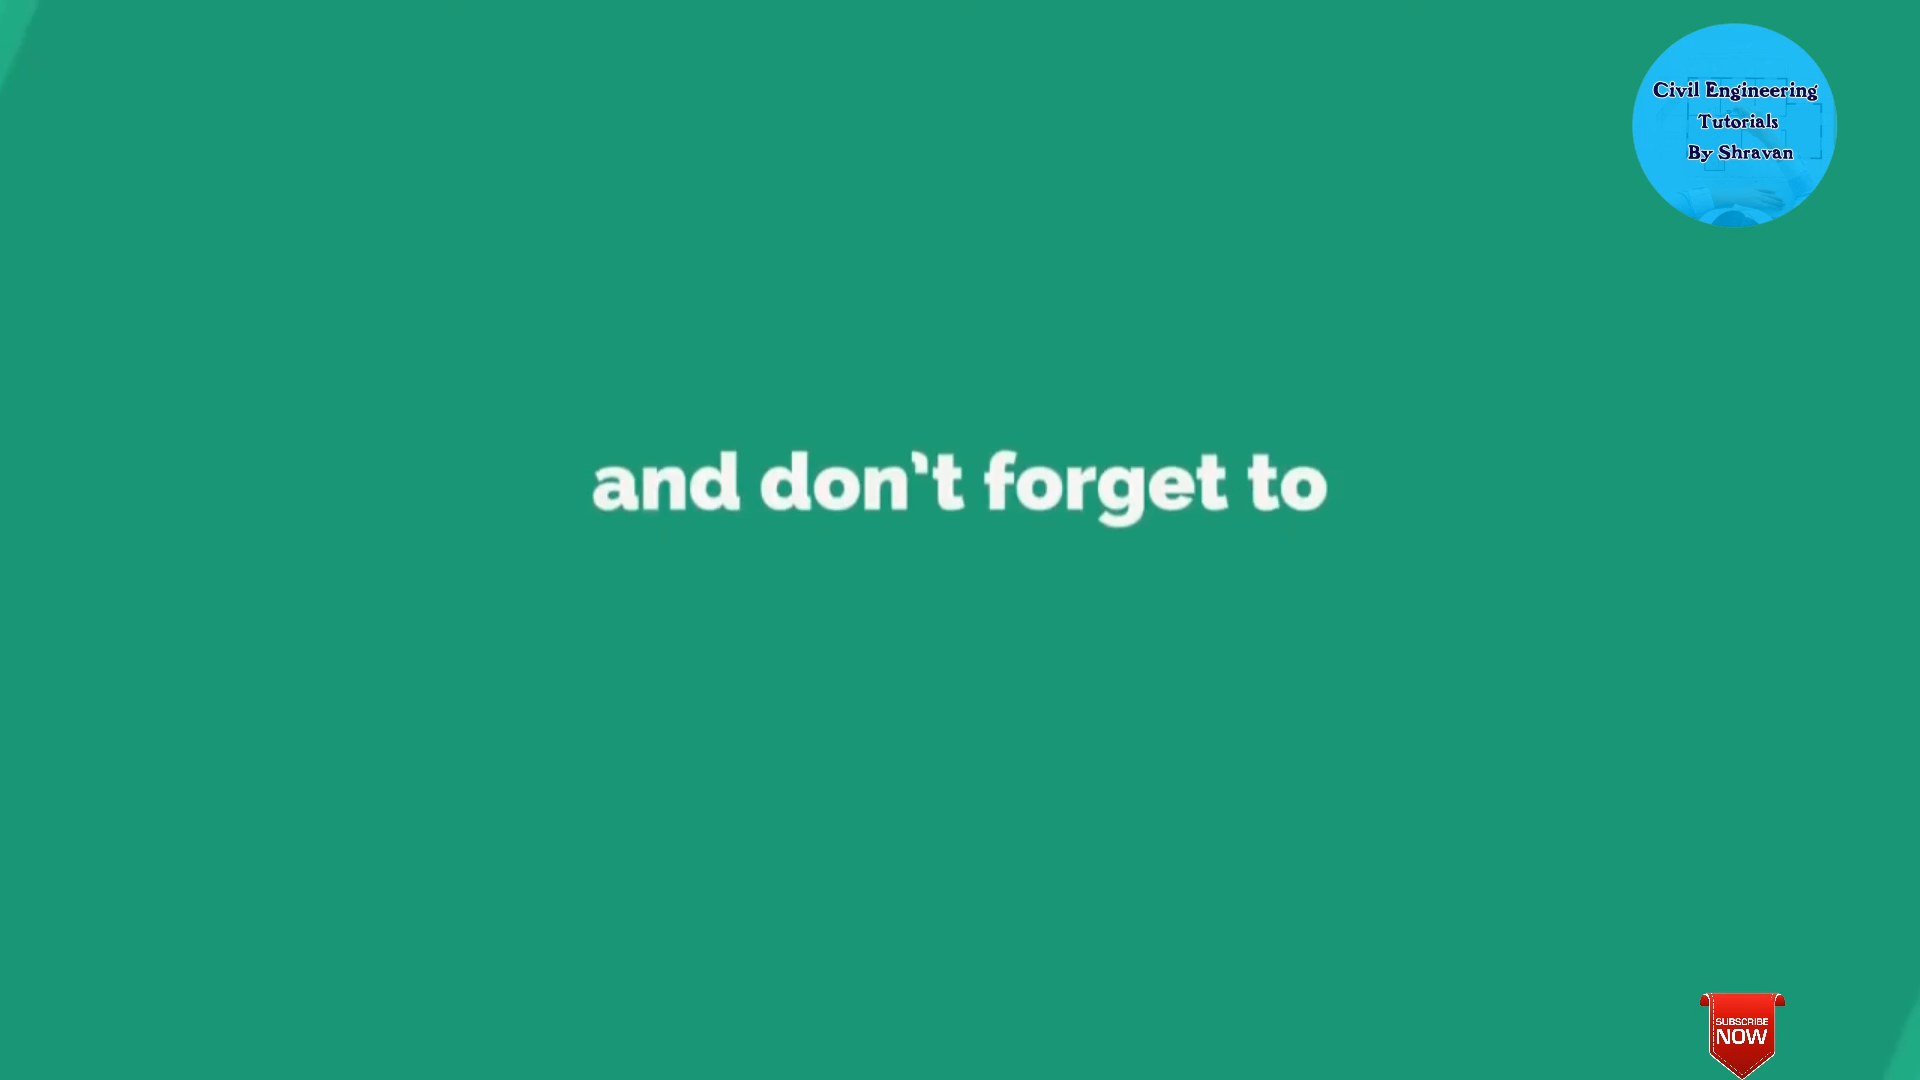 Civil Engineering
Tutorials
By Shravan
and don't forget to
SUBSCRIBE
NOW